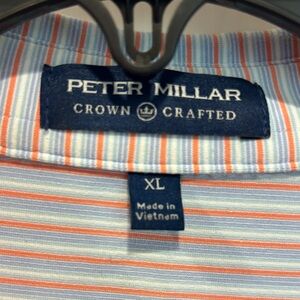 PETER MILLAR
CROWN CRAFTED
XL
Made in
Vietnam